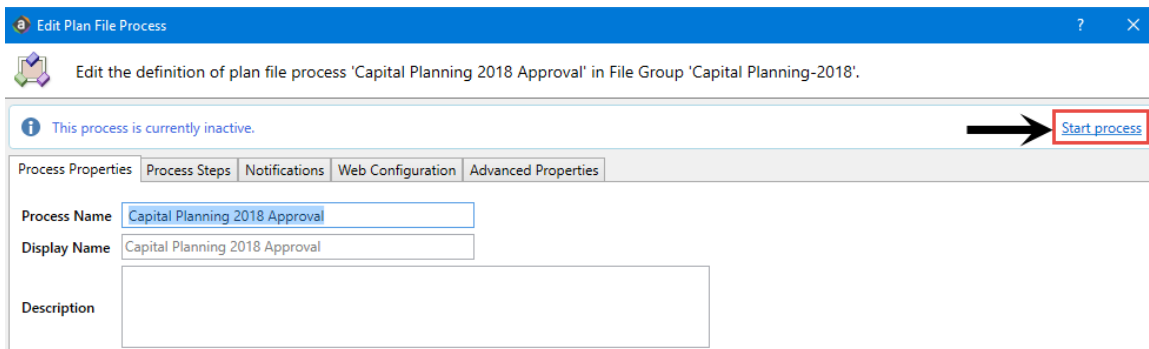 a Edit Plan File Process ? ×
Edit the definition of plan file process 'Capital Planning 2018 Approval' in File Group 'Capital Planning-2018'.
i This process is currently inactive. Start process
Process Properties Process Steps Notifications Web Configuration Advanced Properties
Process Name Capital Planning 2018 Approval
Display Name Capital Planning 2018 Approval
Description